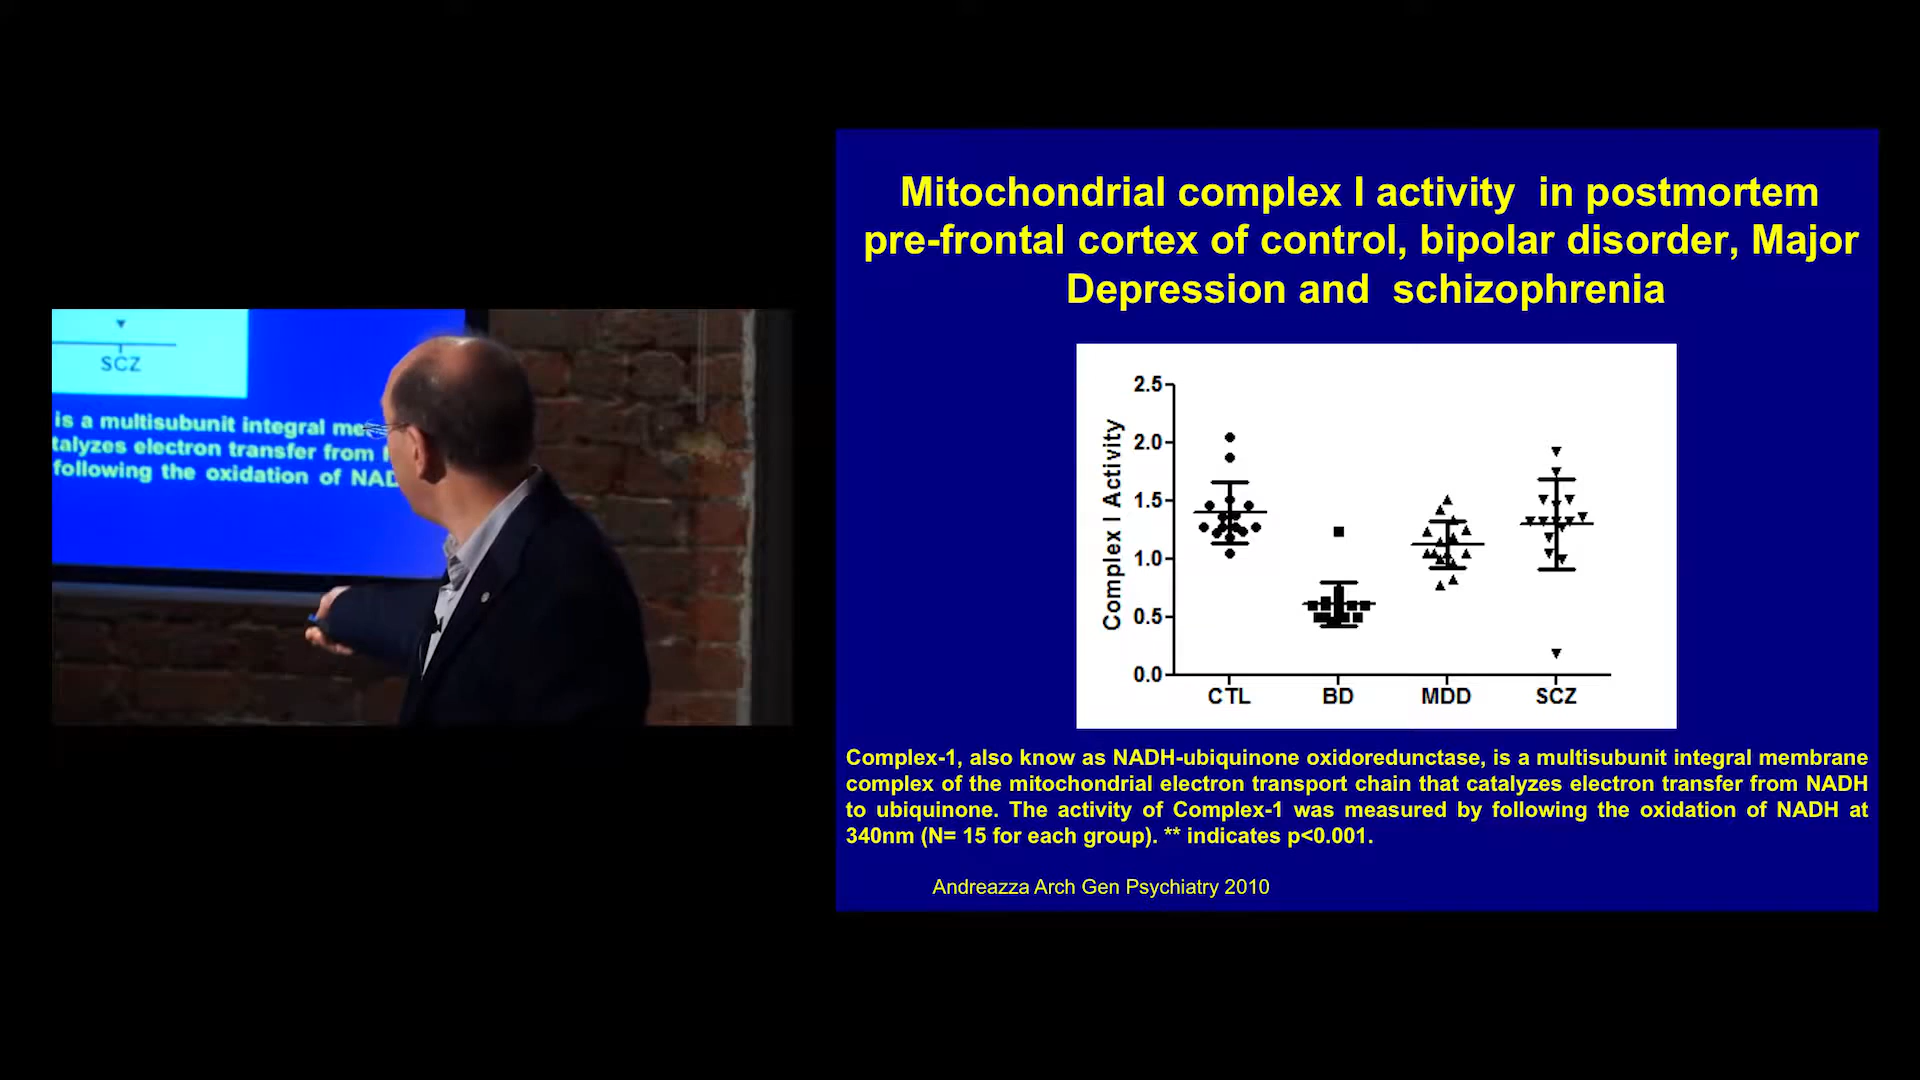 SCZ
is a multisubunit integral me
talyzes electron transfer from
following the oxidation of NAD
Mitochondrial complex I activity in postmortem
pre-frontal cortex of control, bipolar disorder, Major
Depression and schizophrenia
2.5
2.0
1.5
1.0
0.5
0.0
Complex I Activity
CTL BD MDD SCZ
Complex-1, also know as NADH-ubiquinone oxidoredunctase, is a multisubunit integral membrane
complex of the mitochondrial electron transport chain that catalyzes electron transfer from NADH
to ubiquinone. The activity of Complex-1 was measured by following the oxidation of NADH at
340nm (N= 15 for each group). ** indicates p<0.001.
Andreazza Arch Gen Psychiatry 2010